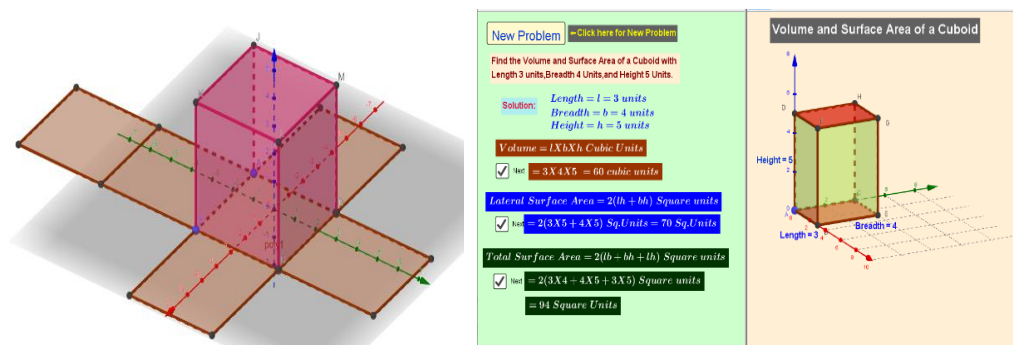 J
M
K
New Problem
Click here for New Problem
Find the Volume and Surface Area of a Cuboid with
Length 3 units,Breadth 4 Units,and Height 5 Units.
Solution:
Length = l = 3 units
Breadth = b = 4 units
Height = h = 5 units
Volume = lXbXh Cubic Units
Next
= 3X4X5 = 60 cubic units
Lateral Surface Area = 2(lh + bh) Square units
Next
= 2(3X5 + 4X5) Sq.Units = 70 Sq.Units
Total Surface Area = 2(lb + bh + lh) Square units
Next
= 2(3X4 + 4X5 + 3X5) Square units
= 94 Square Units
Volume and Surface Area of a Cuboid
H
D
G
Height = 5
Breadth = 4
Length = 3